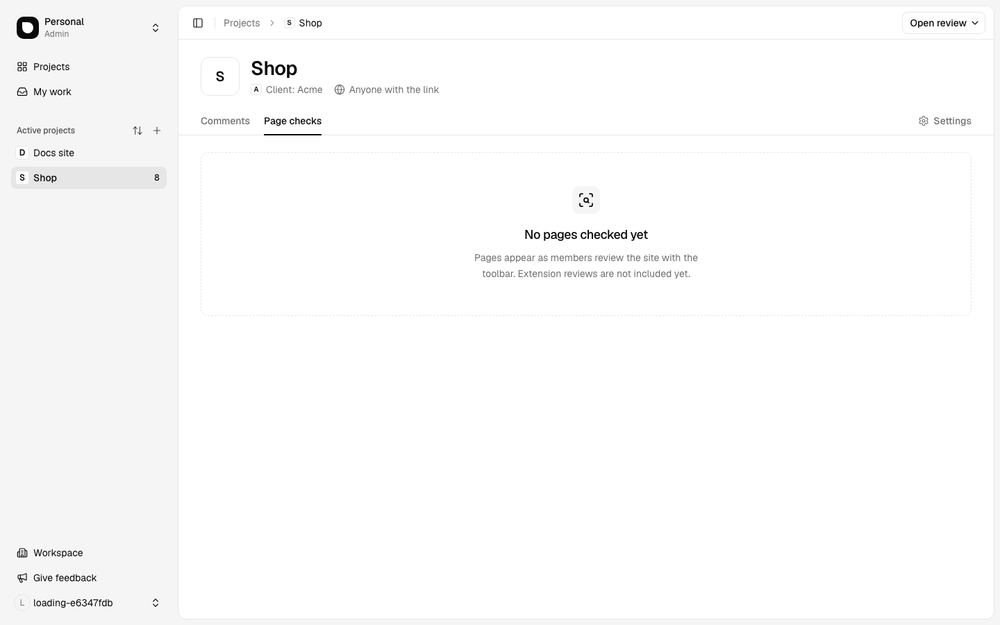 Personal
Admin
Projects
My work
Active projects
D Docs site
S Shop 8
Workspace
Give feedback
L loading-e6347fdb
Projects > S Shop
Open review
S
Shop
A Client: Acme Anyone with the link
Comments Page checks Settings
No pages checked yet
Pages appear as members review the site with the
toolbar. Extension reviews are not included yet.